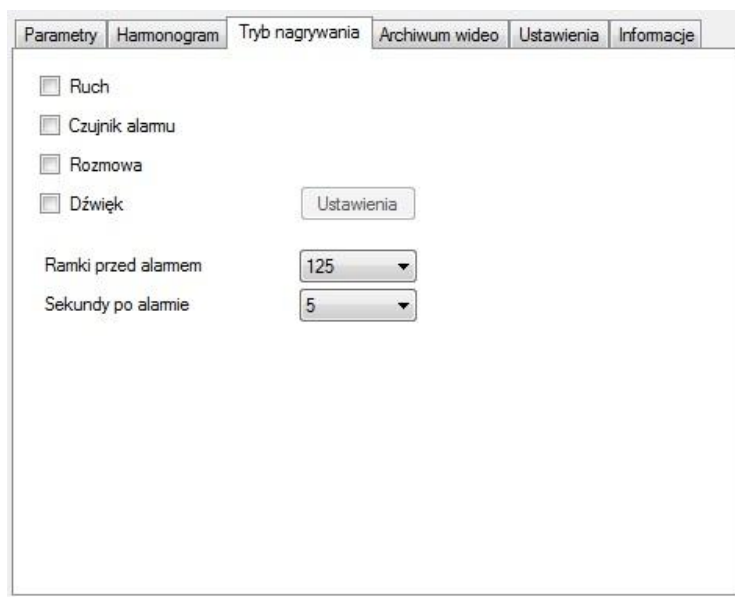 Parametry Harmonogram Tryb nagrywania Archiwum wideo Ustawienia Informacje
Ruch
Czujnik alarmu
Rozmowa
Dźwięk Ustawienia
Ramki przed alarmem 125
Sekundy po alarmie 5